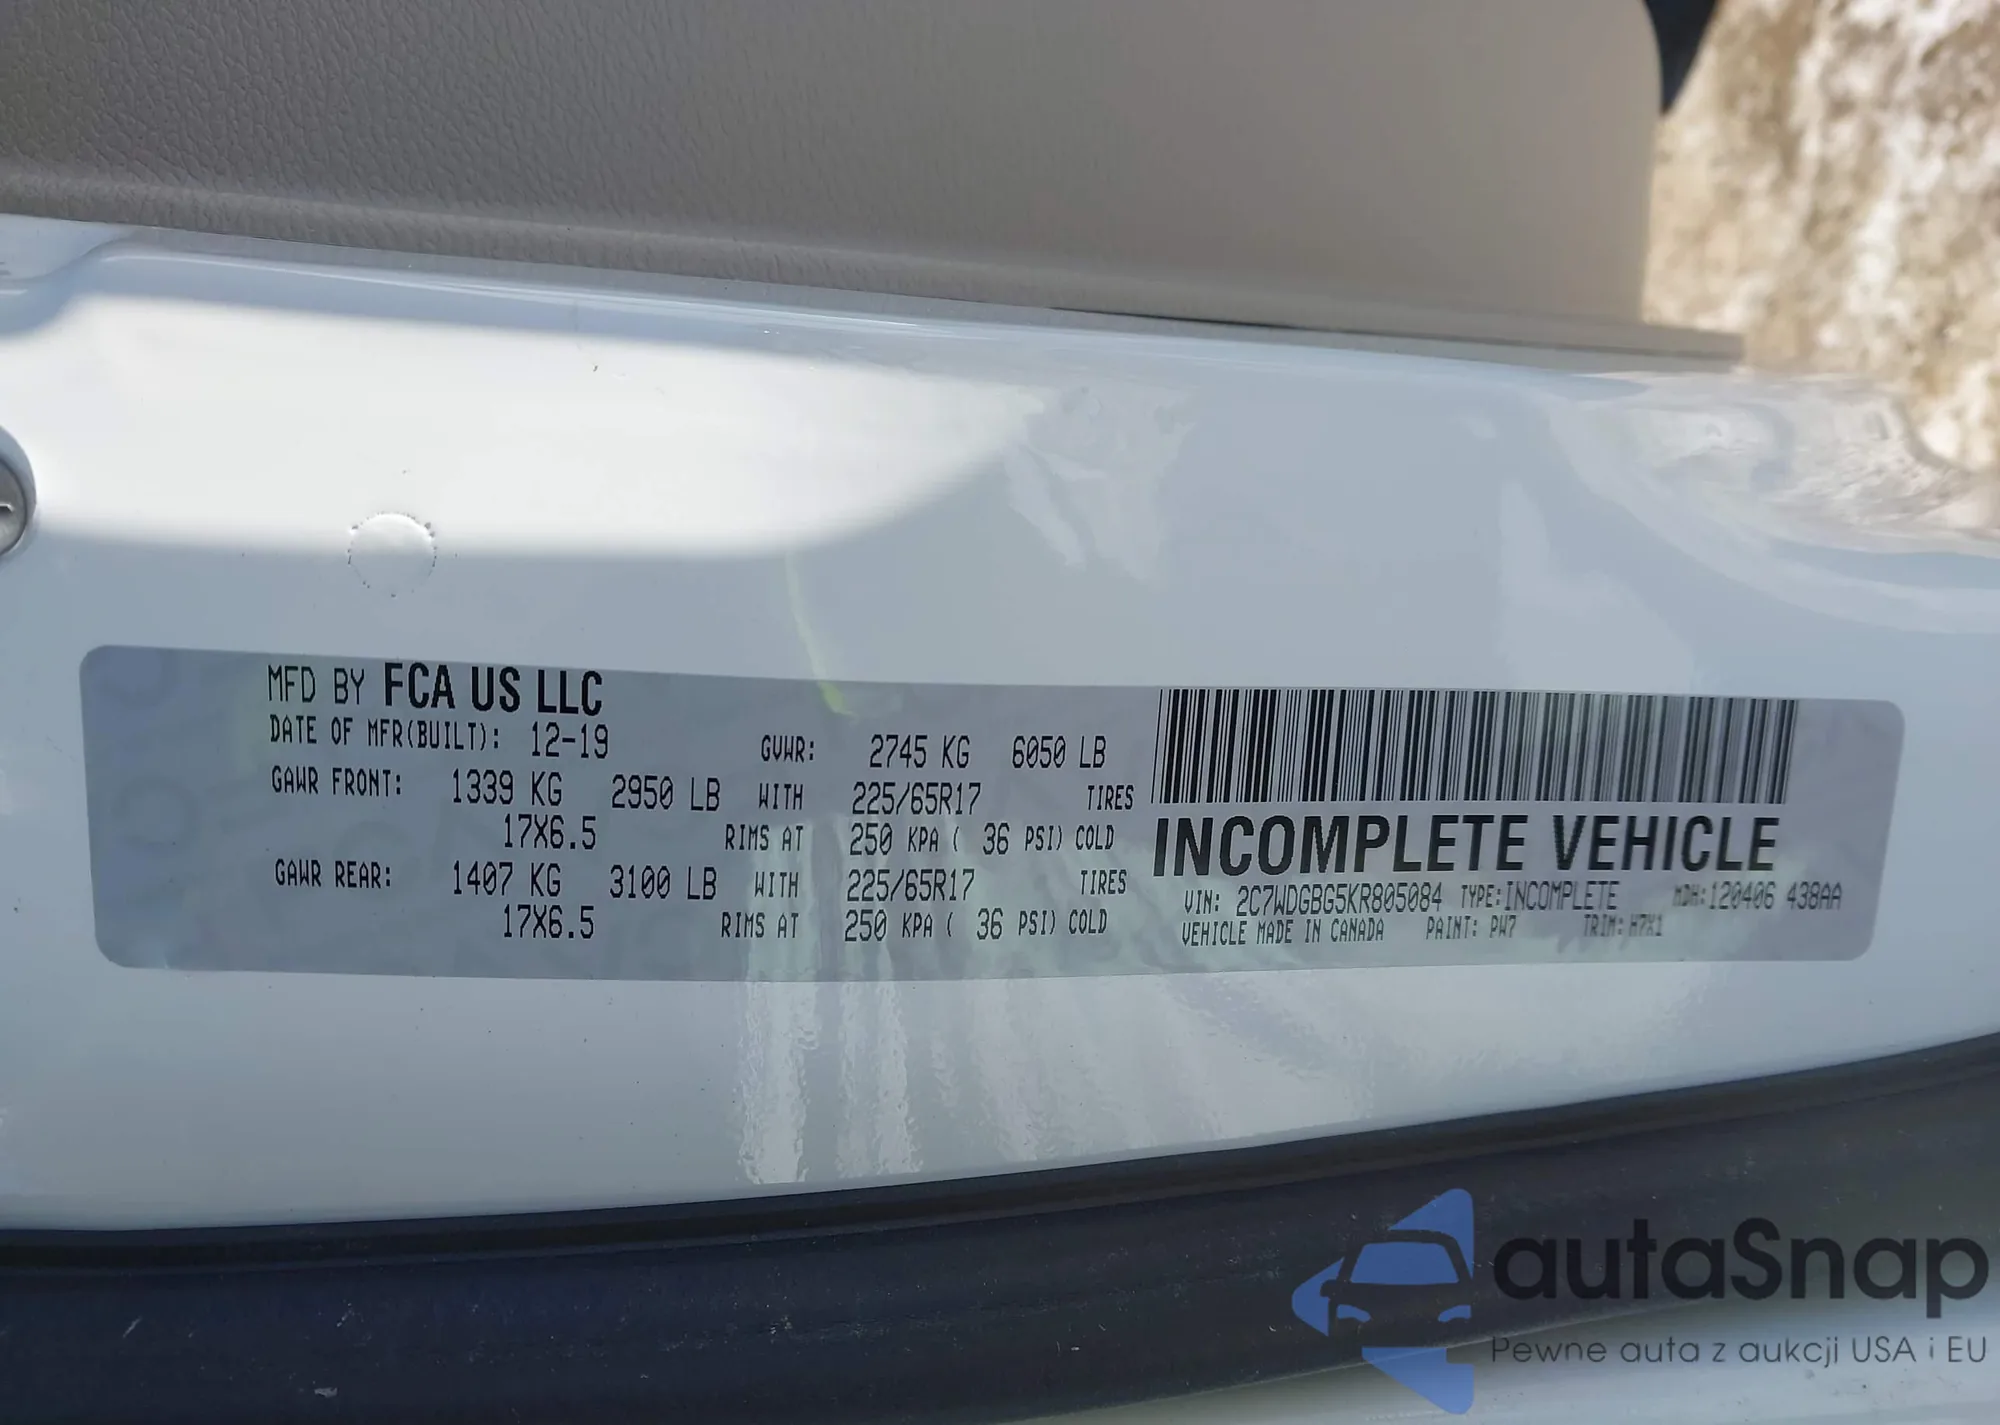 MFD BY FCA US LLC
DATE OF MFR(BUILT): 12-19 GVWR: 2745 KG 6050 LB
GAWR FRONT: 1339 KG 2950 LB WITH 225/65R17 TIRES
17X6.5 RIMS AT 250 KPA ( 36 PSI) COLD
GAWR REAR: 1407 KG 3100 LB WITH 225/65R17 TIRES
17X6.5 RIMS AT 250 KPA ( 36 PSI) COLD
INCOMPLETE VEHICLE
VIN: 2C7WDGBG5KR805084 TYPE: INCOMPLETE MDH: 120406 438AA
VEHICLE MADE IN CANADA PAINT: PW7 TRIM: H7X1
autaSnap
Pewne auta z aukcji USA i EU